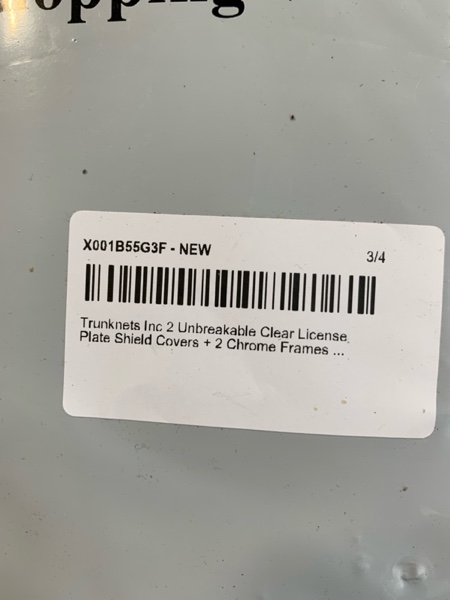 X001B55G3F - NEW
3/4
Trunknets Inc 2 Unbreakable Clear License
Plate Shield Covers + 2 Chrome Frames ...